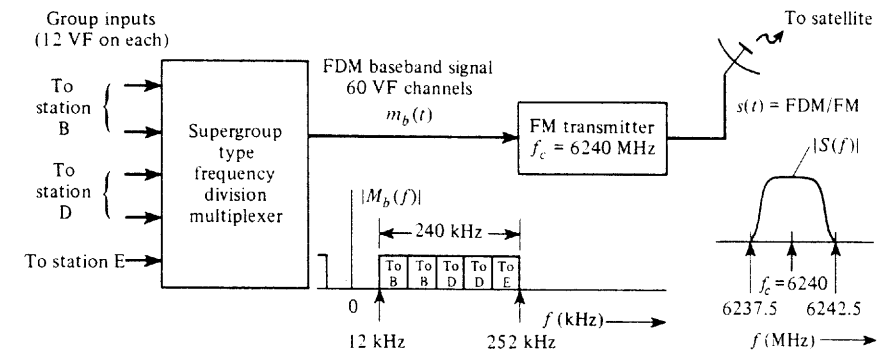 Group inputs
(12 VF on each)
To
station
B
To
station
D
To station E
Supergroup
type
frequency
division
multiplexer
FDM baseband signal
60 VF channels
m_b(t)
FM transmitter
f_c = 6240 MHz
To satellite
s(t) = FDM/FM
|S(f)|
f_c = 6240
6237.5
6242.5
f (MHz)
|M_b(f)|
240 kHz
To B
To B
To D
To D
To E
0
f (kHz)
12 kHz
252 kHz